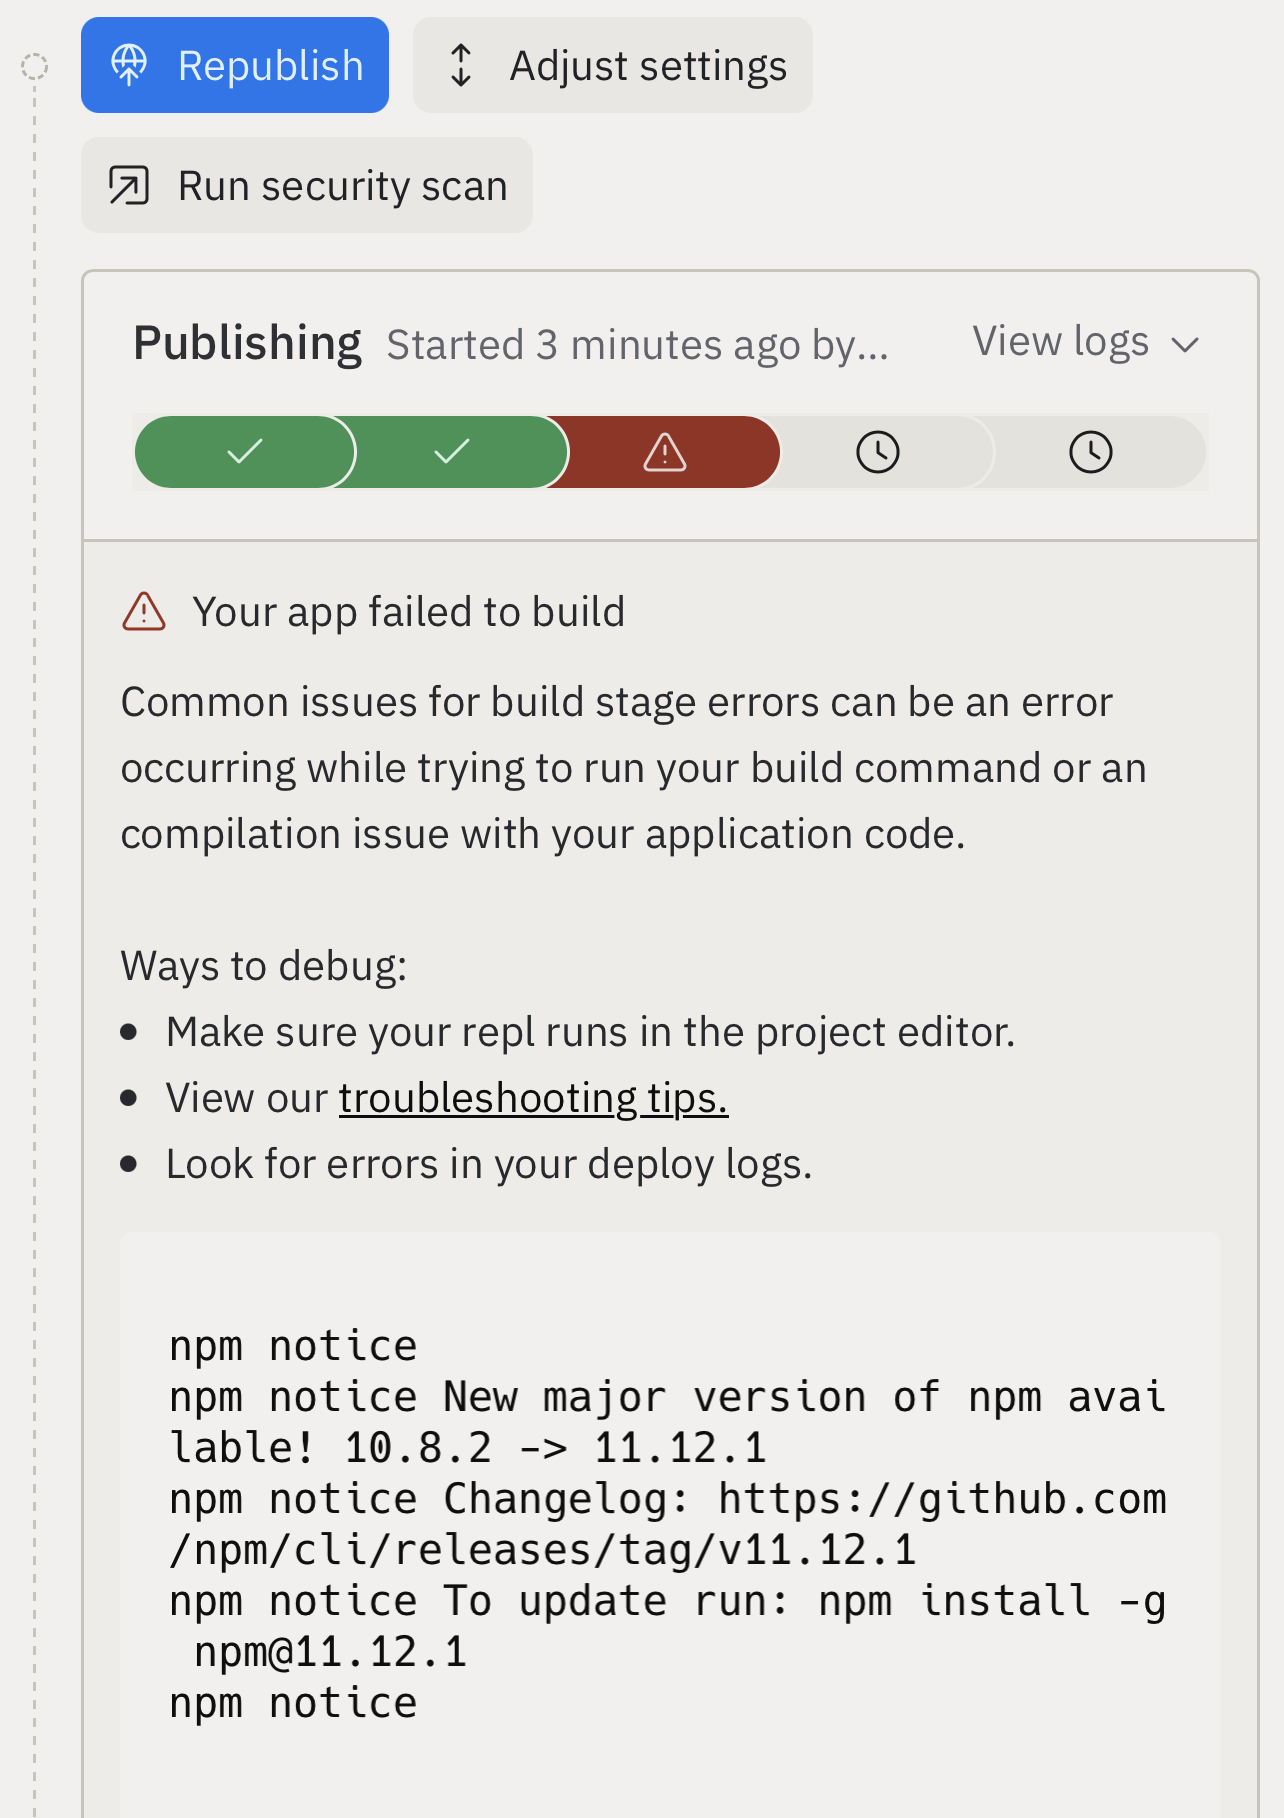 Republish
Adjust settings
Run security scan
Publishing Started 3 minutes ago by... View logs
Your app failed to build
Common issues for build stage errors can be an error
occurring while trying to run your build command or an
compilation issue with your application code.
Ways to debug:
Make sure your repl runs in the project editor.
View our troubleshooting tips.
Look for errors in your deploy logs.
npm notice
npm notice New major version of npm avai
lable! 10.8.2 -> 11.12.1
npm notice Changelog: https://github.com
/npm/cli/releases/tag/v11.12.1
npm notice To update run: npm install -g
npm@11.12.1
npm notice